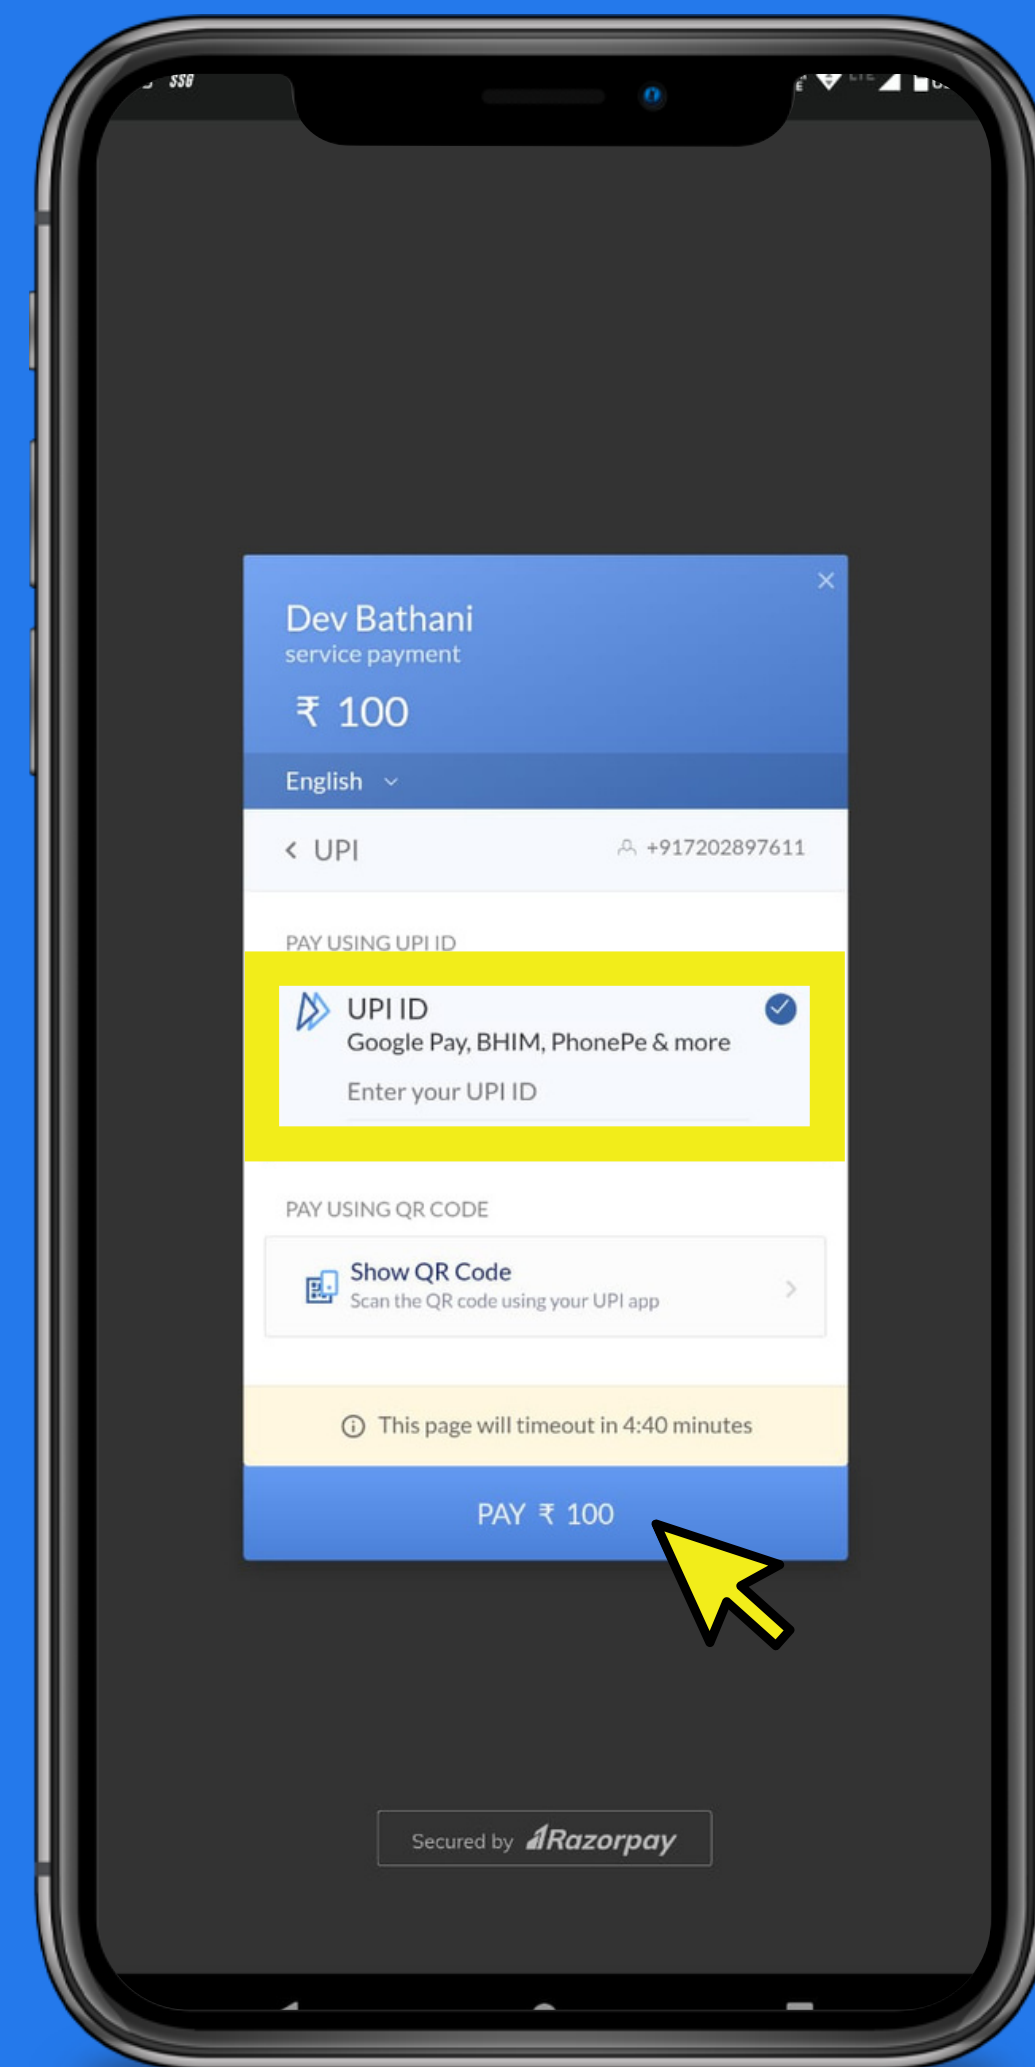 Dev Bathani
service payment
₹ 100
English
UPI
+917202897611
PAY USING UPI ID
UPI ID
Google Pay, BHIM, PhonePe & more
Enter your UPI ID
PAY USING QR CODE
Show QR Code
Scan the QR code using your UPI app
This page will timeout in 4:40 minutes
PAY ₹ 100
Secured by Razorpay